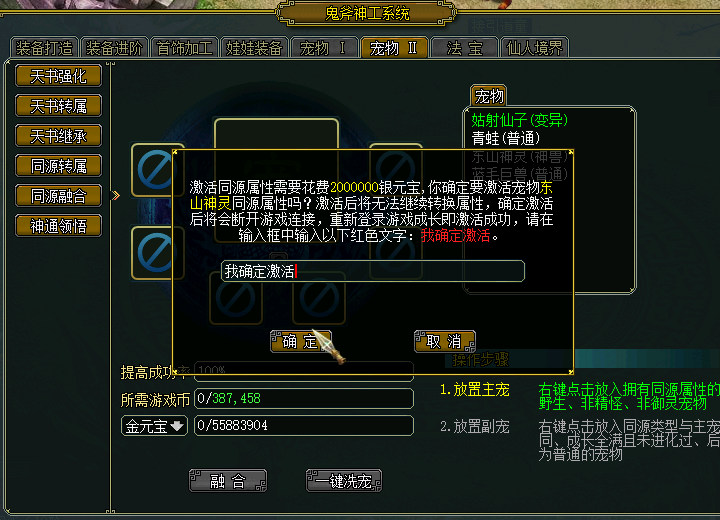 鬼斧神工系统
装备打造 装备进阶 首饰加工 娃娃装备 宠物 I 宠物 II 法宝 仙人境界
天书强化
天书转属
天书继承
同源转属
同源融合
神通领悟
宠物
姑射仙子(变异)
青蛙(普通)
东山神灵(神兽)
蓝毛巨兽(普通)
激活同源属性需要花费2000000银元宝,你确定要激活宠物东
山神灵同源属性吗？激活后将无法继续转换属性，确定激活
后将会断开游戏连接，重新登录游戏成长即激活成功，请在
输入框中输入以下红色文字：我确定激活。
我确定激活
确定 取消
操作步骤
提高成功率 100%
所需游戏币 0/387,458
金元宝 0/55883904
融合 一键洗宠
1.放置主宠 右键点击放入拥有同源属性的
野生、非精怪、非御灵宠物
2.放置副宠 右键点击放入同源类型与主宠
同、成长全满且未进化过、后
为普通的宠物